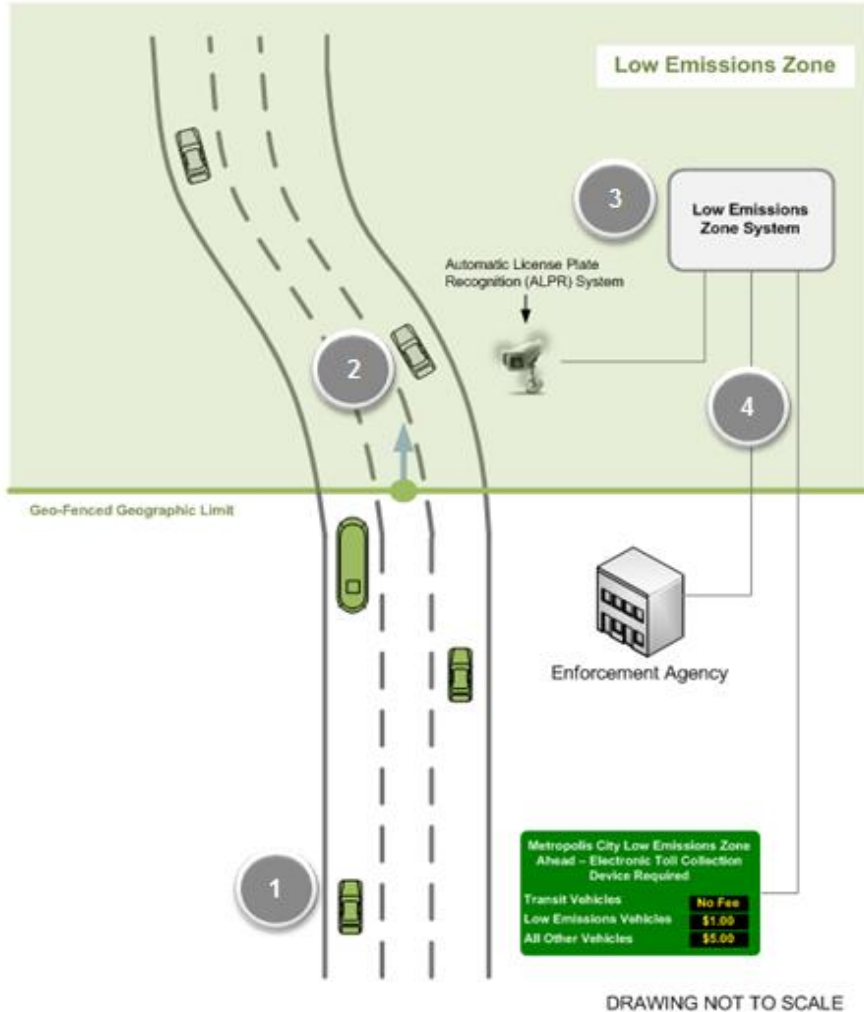 Low Emissions Zone
3
Low Emissions
Zone System
Automatic License Plate
Recognition (ALPR) System
2
4
Geo-Fenced Geographic Limit
Enforcement Agency
1
Metropolis City Low Emissions Zone
Ahead – Electronic Toll Collection
Device Required
Transit Vehicles No Fee
Low Emissions Vehicles $1.00
All Other Vehicles $5.00
DRAWING NOT TO SCALE